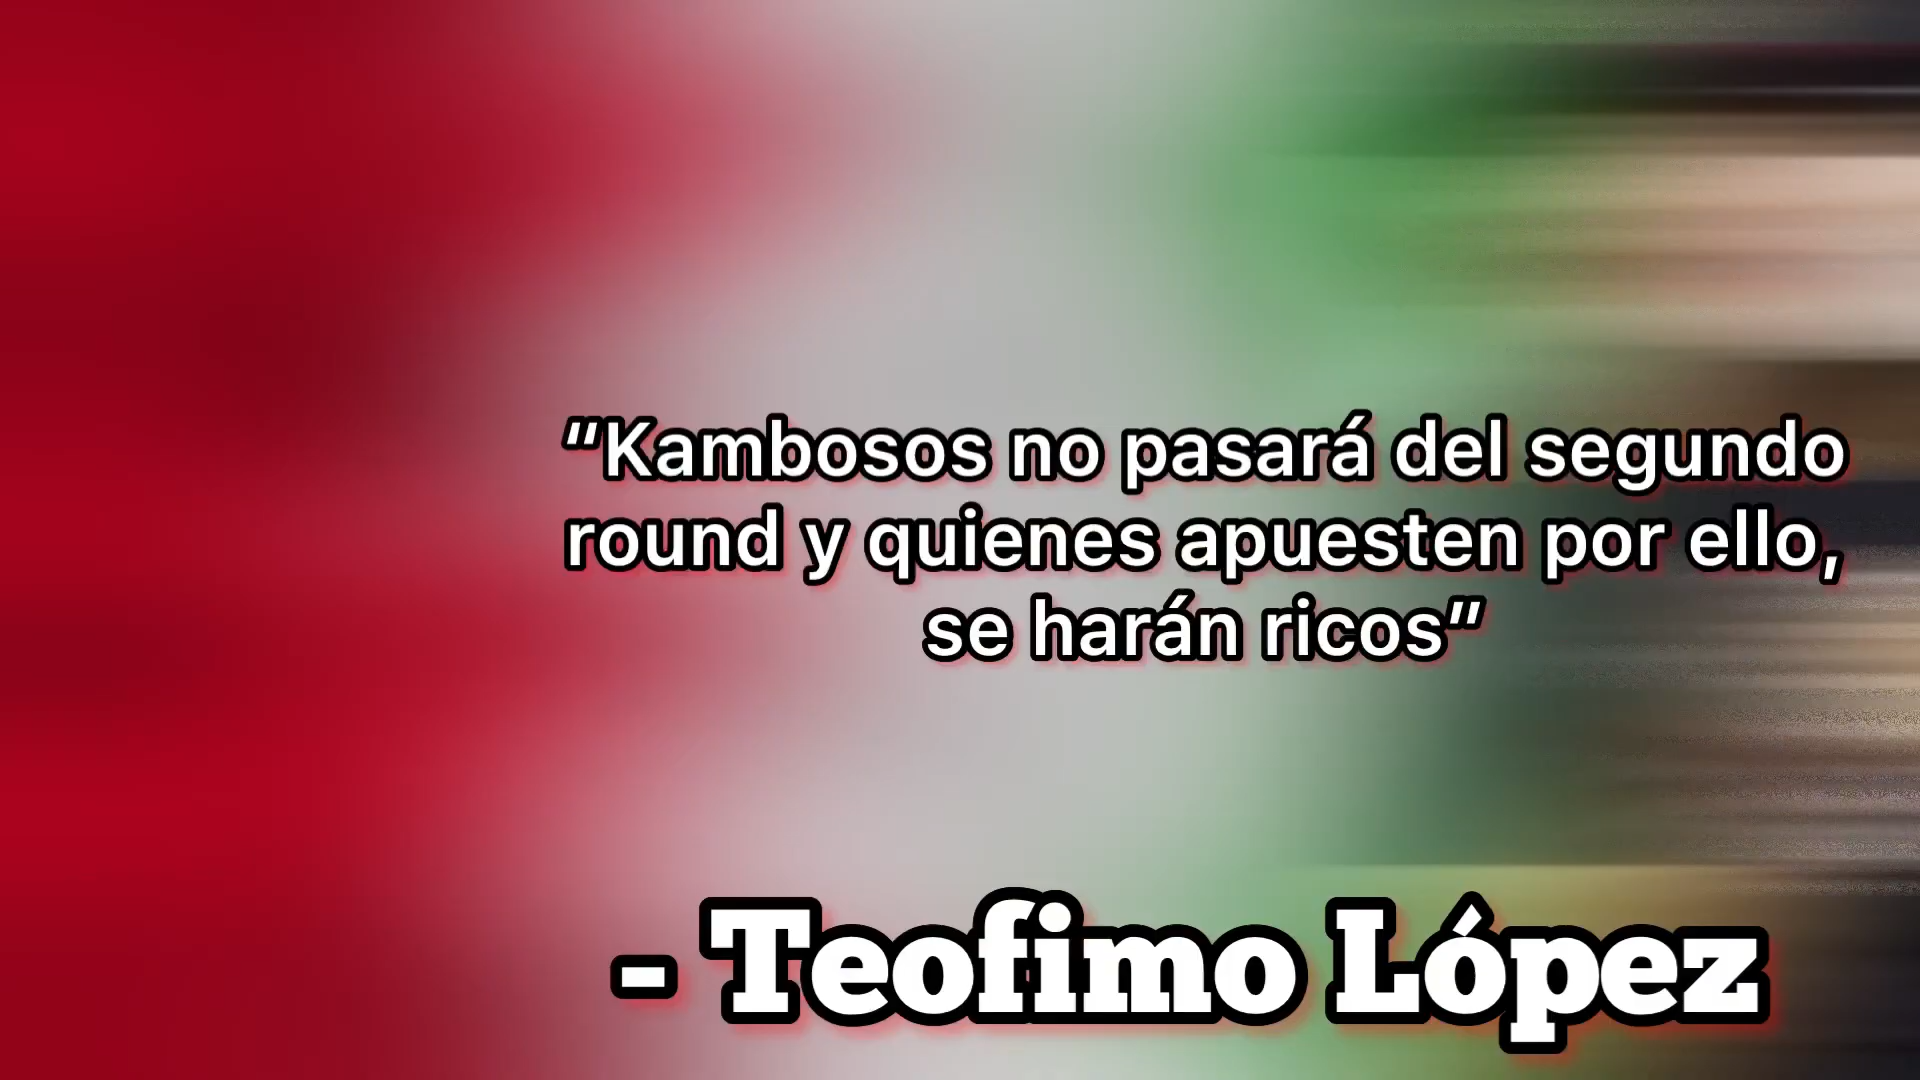 “Kambosos no pasará del segundo
round y quienes apuesten por ello,
se harán ricos”
- Teofimo López